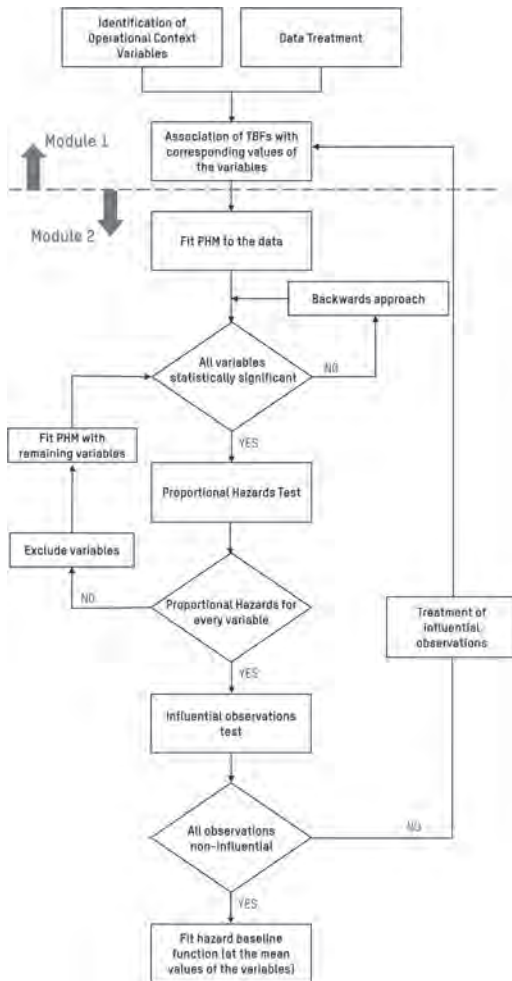 Identification of
Operational Context
Variables
Data Treatment
Association of TBFs with
corresponding values of
the variables
Module 1
Module 2
Fit PHM to the data
Backwards approach
All variables
statistically significant
NO
YES
Fit PHM with
remaining variables
Proportional Hazards Test
Exclude variables
NO
Proportional Hazards for
every variable
Treatment of
influential
observations
YES
Influential observations
test
All observations
non-influential
NO
YES
Fit hazard baseline
function (at the mean
values of the variables)